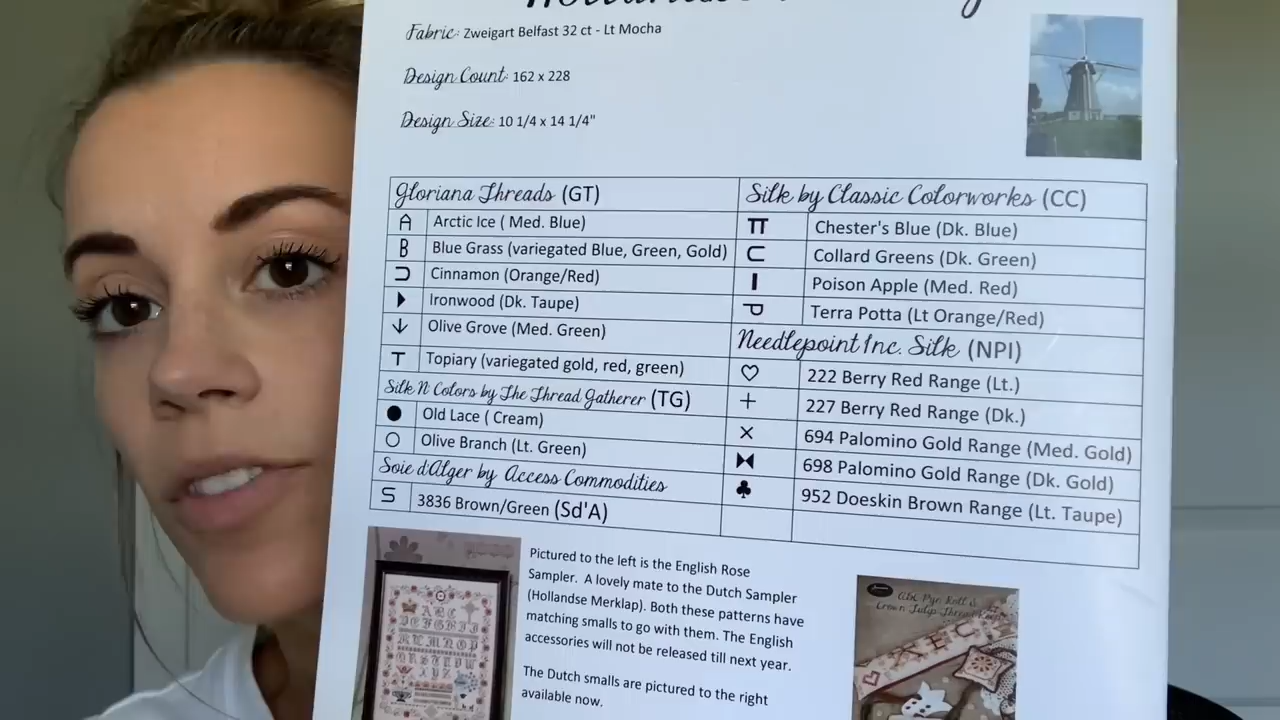 Fabric: Zweigart Belfast 32 ct - Lt Mocha
Design Count: 162 x 228
Design Size: 10 1/4 x 14 1/4"
Gloriana Threads (GT)
A Arctic Ice ( Med. Blue)
B Blue Grass (variegated Blue, Green, Gold)
Cinnamon (Orange/Red)
Ironwood (Dk. Taupe)
Olive Grove (Med. Green)
T Topiary (variegated gold, red, green)
Silk N Colors by The Thread Gatherer (TG)
Old Lace ( Cream)
Olive Branch (Lt. Green)
Soie d'Alger by Access Commodities
S 3836 Brown/Green (Sd'A)
Silk by Classic Colorworks (CC)
Chester's Blue (Dk. Blue)
Collard Greens (Dk. Green)
Poison Apple (Med. Red)
Terra Potta (Lt Orange/Red)
Needlepoint Inc. Silk (NPI)
♡ 222 Berry Red Range (Lt.)
+ 227 Berry Red Range (Dk.)
× 694 Palomino Gold Range (Med. Gold)
698 Palomino Gold Range (Dk. Gold)
♣ 952 Doeskin Brown Range (Lt. Taupe)
Pictured to the left is the English Rose
Sampler. A lovely mate to the Dutch Sampler
(Hollandse Merklap). Both these patterns have
matching smalls to go with them. The English
accessories will not be released till next year.
The Dutch smalls are pictured to the right
available now.